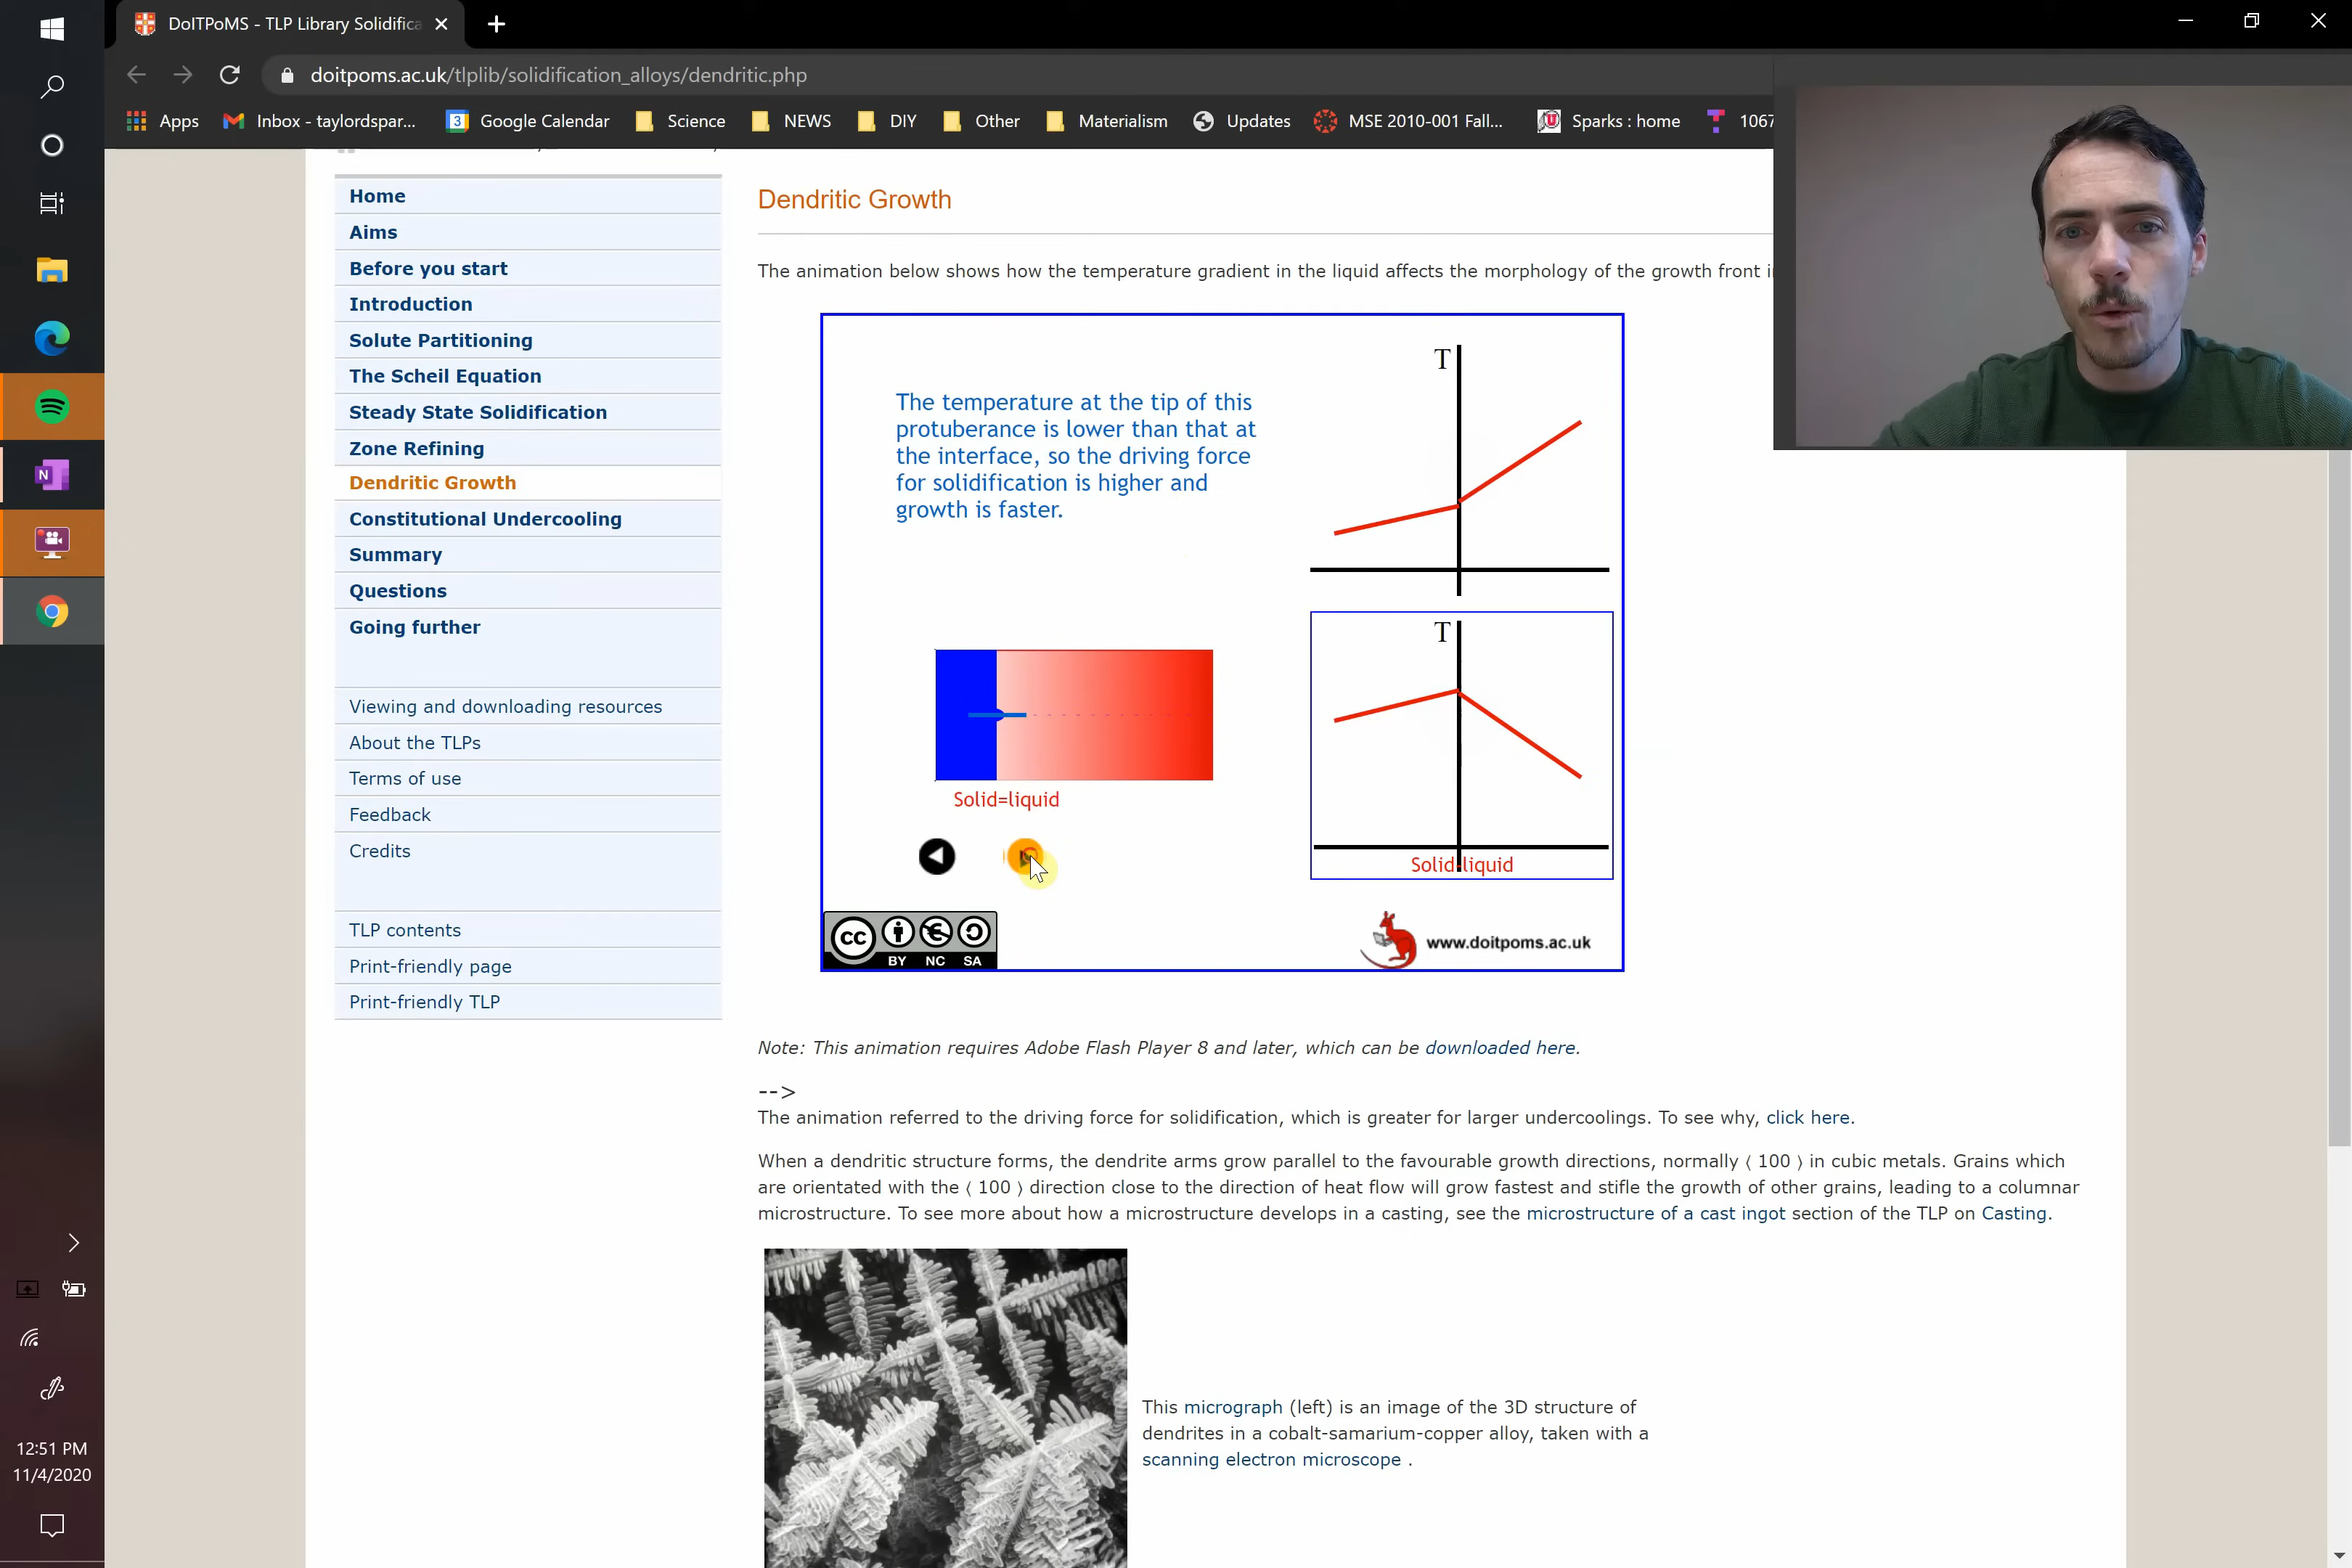 DoITPoMS - TLP Library Solidifica
doitpoms.ac.uk/tlplib/solidification_alloys/dendritic.php
Apps
Inbox - taylordspar...
3
Google Calendar
Science
NEWS
DIY
Other
Materialism
Updates
MSE 2010-001 Fall...
Sparks : home
1067
Home
Aims
Before you start
Introduction
Solute Partitioning
The Scheil Equation
Steady State Solidification
Zone Refining
Dendritic Growth
Constitutional Undercooling
Summary
Questions
Going further
Viewing and downloading resources
About the TLPs
Terms of use
Feedback
Credits
TLP contents
Print-friendly page
Print-friendly TLP
Dendritic Growth
The animation below shows how the temperature gradient in the liquid affects the morphology of the growth front
The temperature at the tip of this
protuberance is lower than that at
the interface, so the driving force
for solidification is higher and
growth is faster.
T
Solid=liquid
T
Solid liquid
CC
BY NC SA
www.doitpoms.ac.uk
Note: This animation requires Adobe Flash Player 8 and later, which can be downloaded here.
-->
The animation referred to the driving force for solidification, which is greater for larger undercoolings. To see why, click here.
When a dendritic structure forms, the dendrite arms grow parallel to the favourable growth directions, normally ⟨ 100 ⟩ in cubic metals. Grains which
are orientated with the ⟨ 100 ⟩ direction close to the direction of heat flow will grow fastest and stifle the growth of other grains, leading to a columnar
microstructure. To see more about how a microstructure develops in a casting, see the microstructure of a cast ingot section of the TLP on Casting.
This micrograph (left) is an image of the 3D structure of
dendrites in a cobalt-samarium-copper alloy, taken with a
scanning electron microscope .
N
12:51 PM
11/4/2020